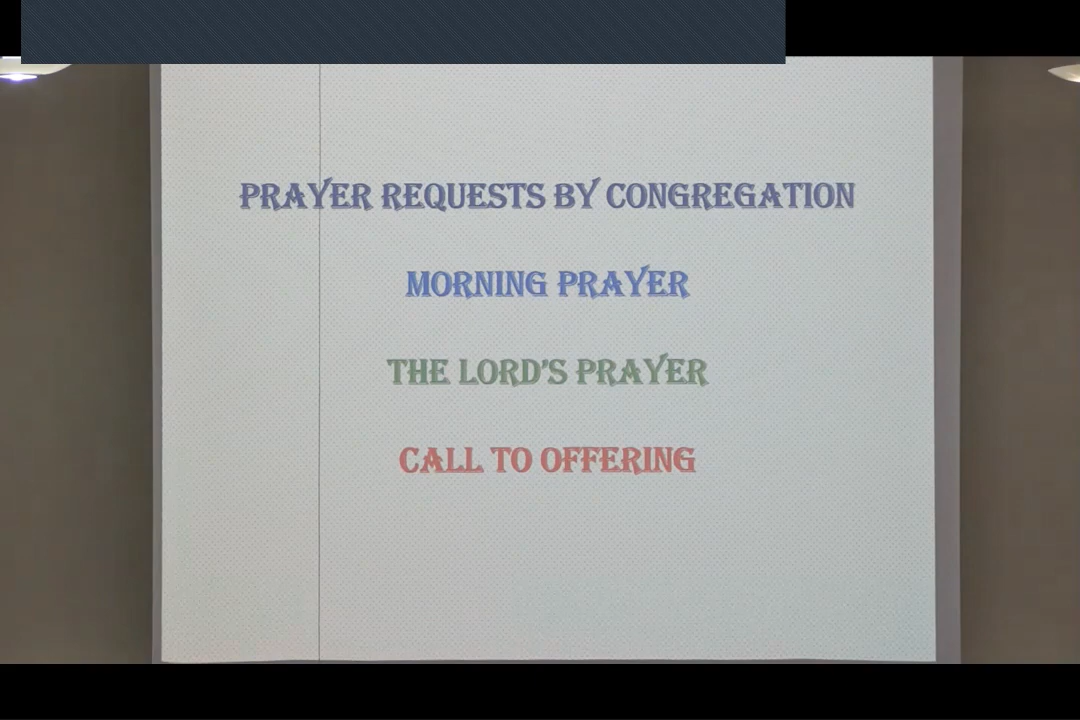 PRAYER REQUESTS BY CONGREGATION
MORNING PRAYER
THE LORD'S PRAYER
CALL TO OFFERING